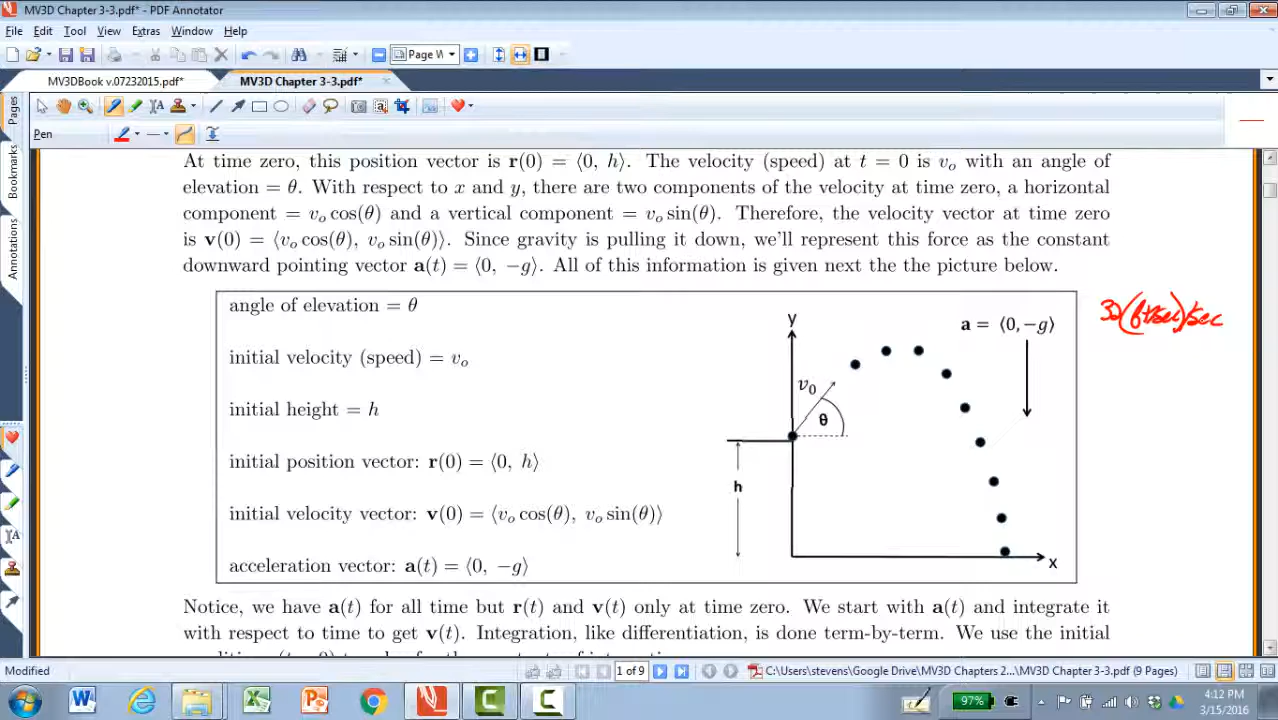 MV3D Chapter 3-3.pdf* - PDF Annotator
File Edit Tool View Extras Window Help
Page W
MV3DBook v.07232015.pdf* MV3D Chapter 3-3.pdf*
Pen
Pages
Bookmarks
Annotations
At time zero, this position vector is r(0) = ⟨0, h⟩. The velocity (speed) at t = 0 is vₒ with an angle of
elevation = θ. With respect to x and y, there are two components of the velocity at time zero, a horizontal
component = vₒ cos(θ) and a vertical component = vₒ sin(θ). Therefore, the velocity vector at time zero
is v(0) = ⟨vₒ cos(θ), vₒ sin(θ)⟩. Since gravity is pulling it down, we'll represent this force as the constant
downward pointing vector a(t) = ⟨0, −g⟩. All of this information is given next the the picture below.
angle of elevation = θ
initial velocity (speed) = vₒ
initial height = h
initial position vector: r(0) = ⟨0, h⟩
initial velocity vector: v(0) = ⟨vₒ cos(θ), vₒ sin(θ)⟩
acceleration vector: a(t) = ⟨0, −g⟩
y
a = ⟨0,−g⟩
v₀
θ
h
x
(ft/sec)/sec
Notice, we have a(t) for all time but r(t) and v(t) only at time zero. We start with a(t) and integrate it
with respect to time to get v(t). Integration, like differentiation, is done term-by-term. We use the initial
Modified
1 of 9
C:\Users\stevens\Google Drive\MV3D Chapters 2...\MV3D Chapter 3-3.pdf (9 Pages)
97%
4:12 PM
3/15/2016